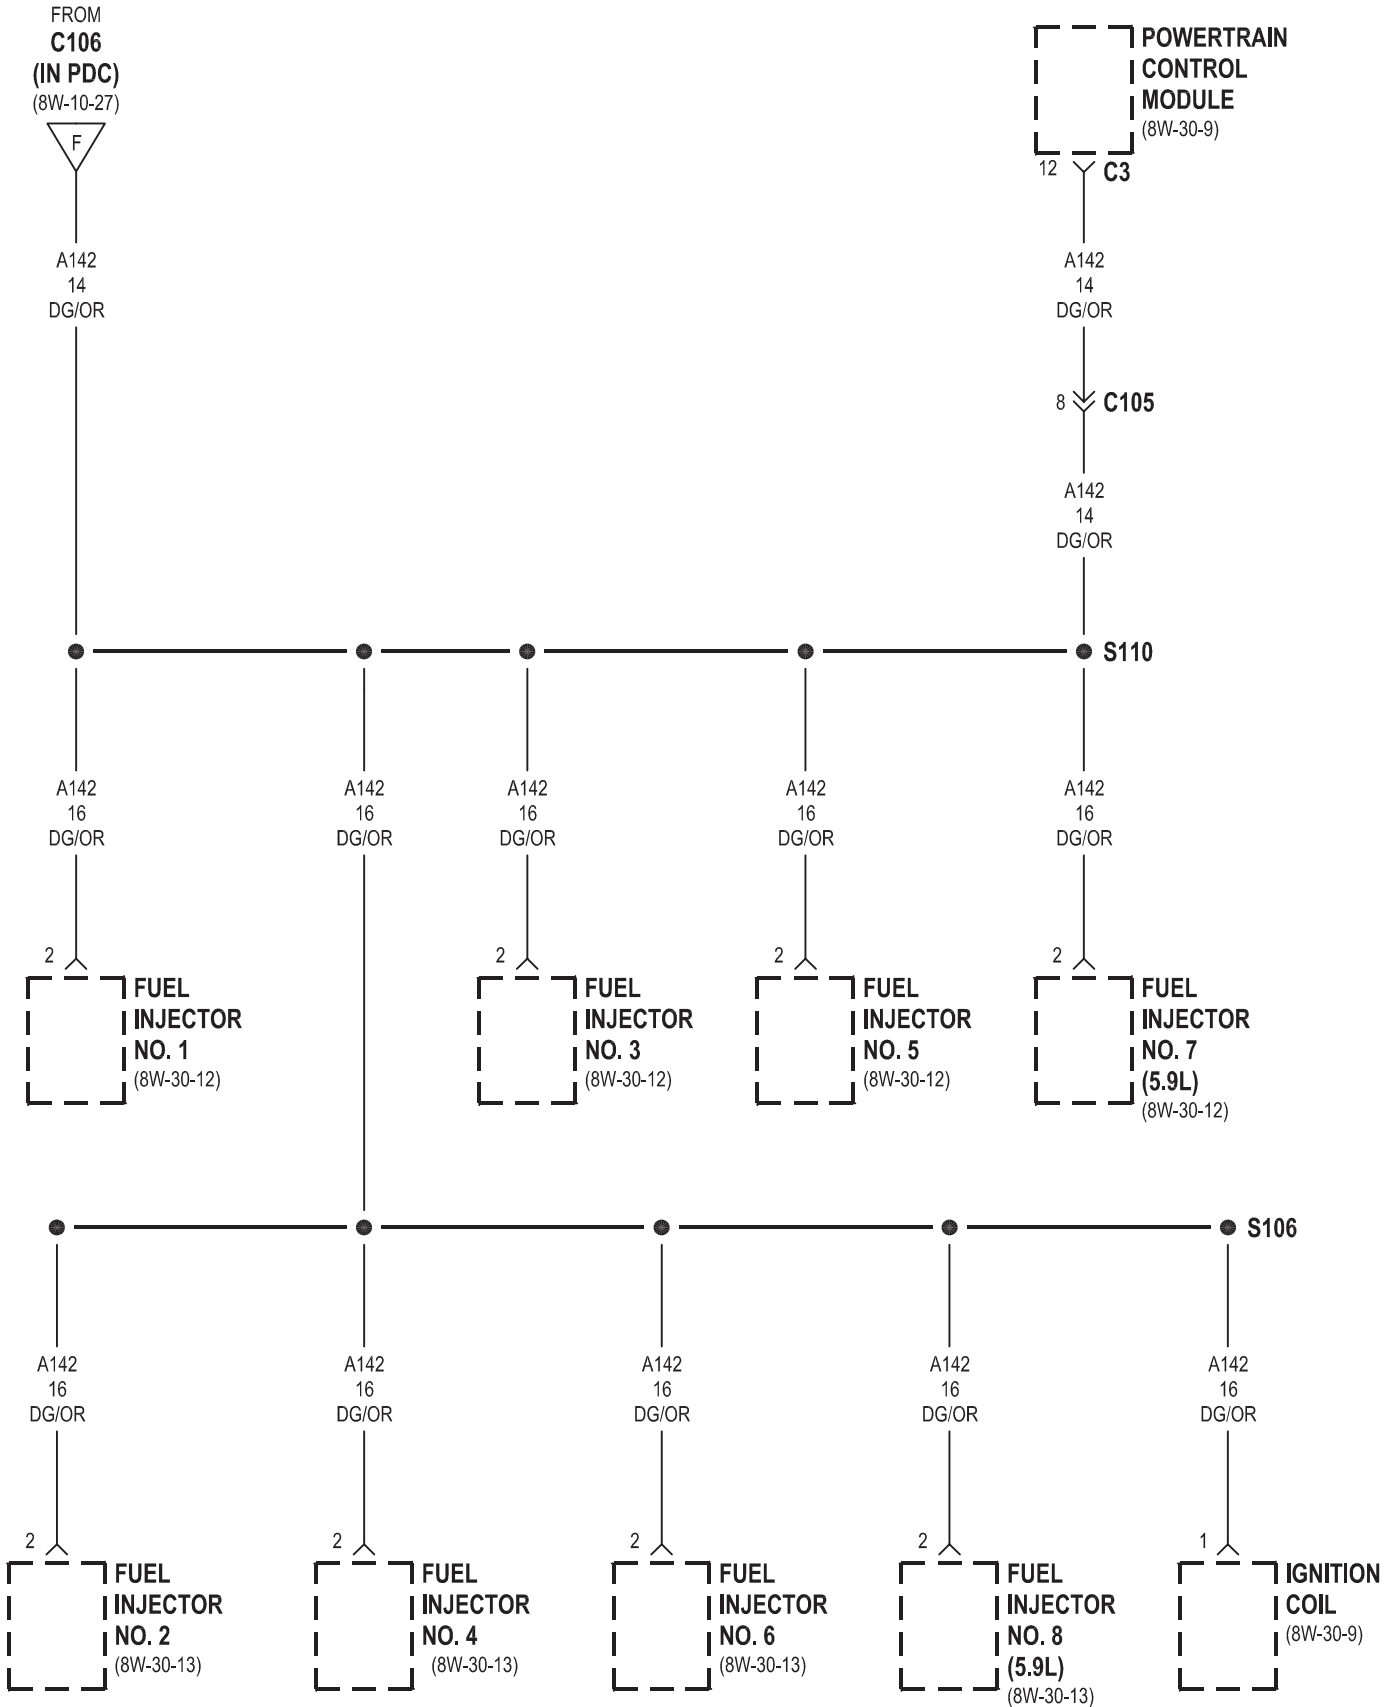 FROM
C106
(IN PDC)
(8W-10-27)
F
POWERTRAIN
CONTROL
MODULE
(8W-30-9)
12
C3
A142
14
DG/OR
A142
14
DG/OR
8
C105
A142
14
DG/OR
S110
A142
16
DG/OR
A142
16
DG/OR
A142
16
DG/OR
A142
16
DG/OR
A142
16
DG/OR
2
FUEL
INJECTOR
NO. 1
(8W-30-12)
2
FUEL
INJECTOR
NO. 3
(8W-30-12)
2
FUEL
INJECTOR
NO. 5
(8W-30-12)
2
FUEL
INJECTOR
NO. 7
(5.9L)
(8W-30-12)
S106
A142
16
DG/OR
A142
16
DG/OR
A142
16
DG/OR
A142
16
DG/OR
A142
16
DG/OR
2
FUEL
INJECTOR
NO. 2
(8W-30-13)
2
FUEL
INJECTOR
NO. 4
(8W-30-13)
2
FUEL
INJECTOR
NO. 6
(8W-30-13)
2
FUEL
INJECTOR
NO. 8
(5.9L)
(8W-30-13)
1
IGNITION
COIL
(8W-30-9)